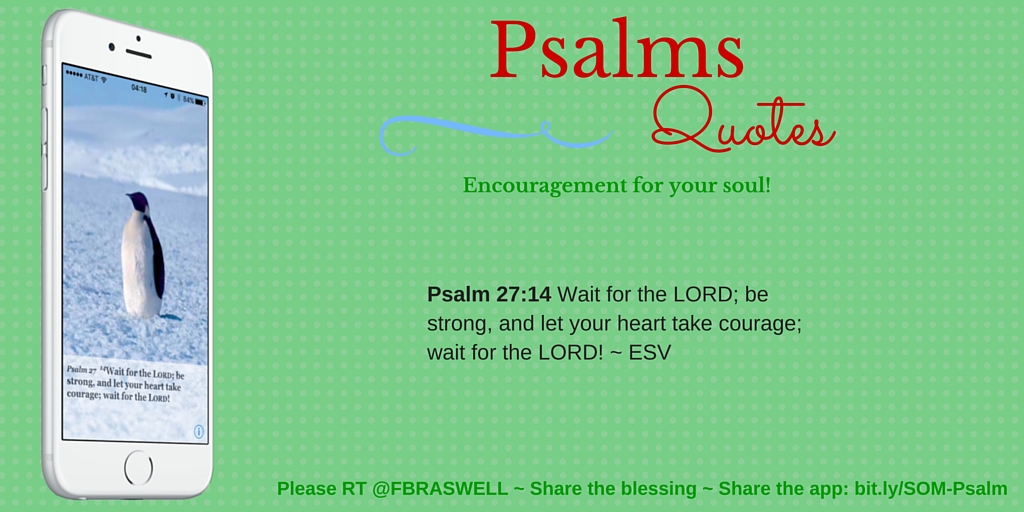 Psalms
Quotes
Encouragement for your soul!
AT&T 04:18 84%
Psalm 27:14 Wait for the LORD; be
strong, and let your heart take courage;
wait for the LORD! ~ ESV
Psalm 27 14Wait for the LORD; be
strong, and let your heart take
courage; wait for the LORD!
Please RT @FBRASWELL ~ Share the blessing ~ Share the app: bit.ly/SOM-Psalm